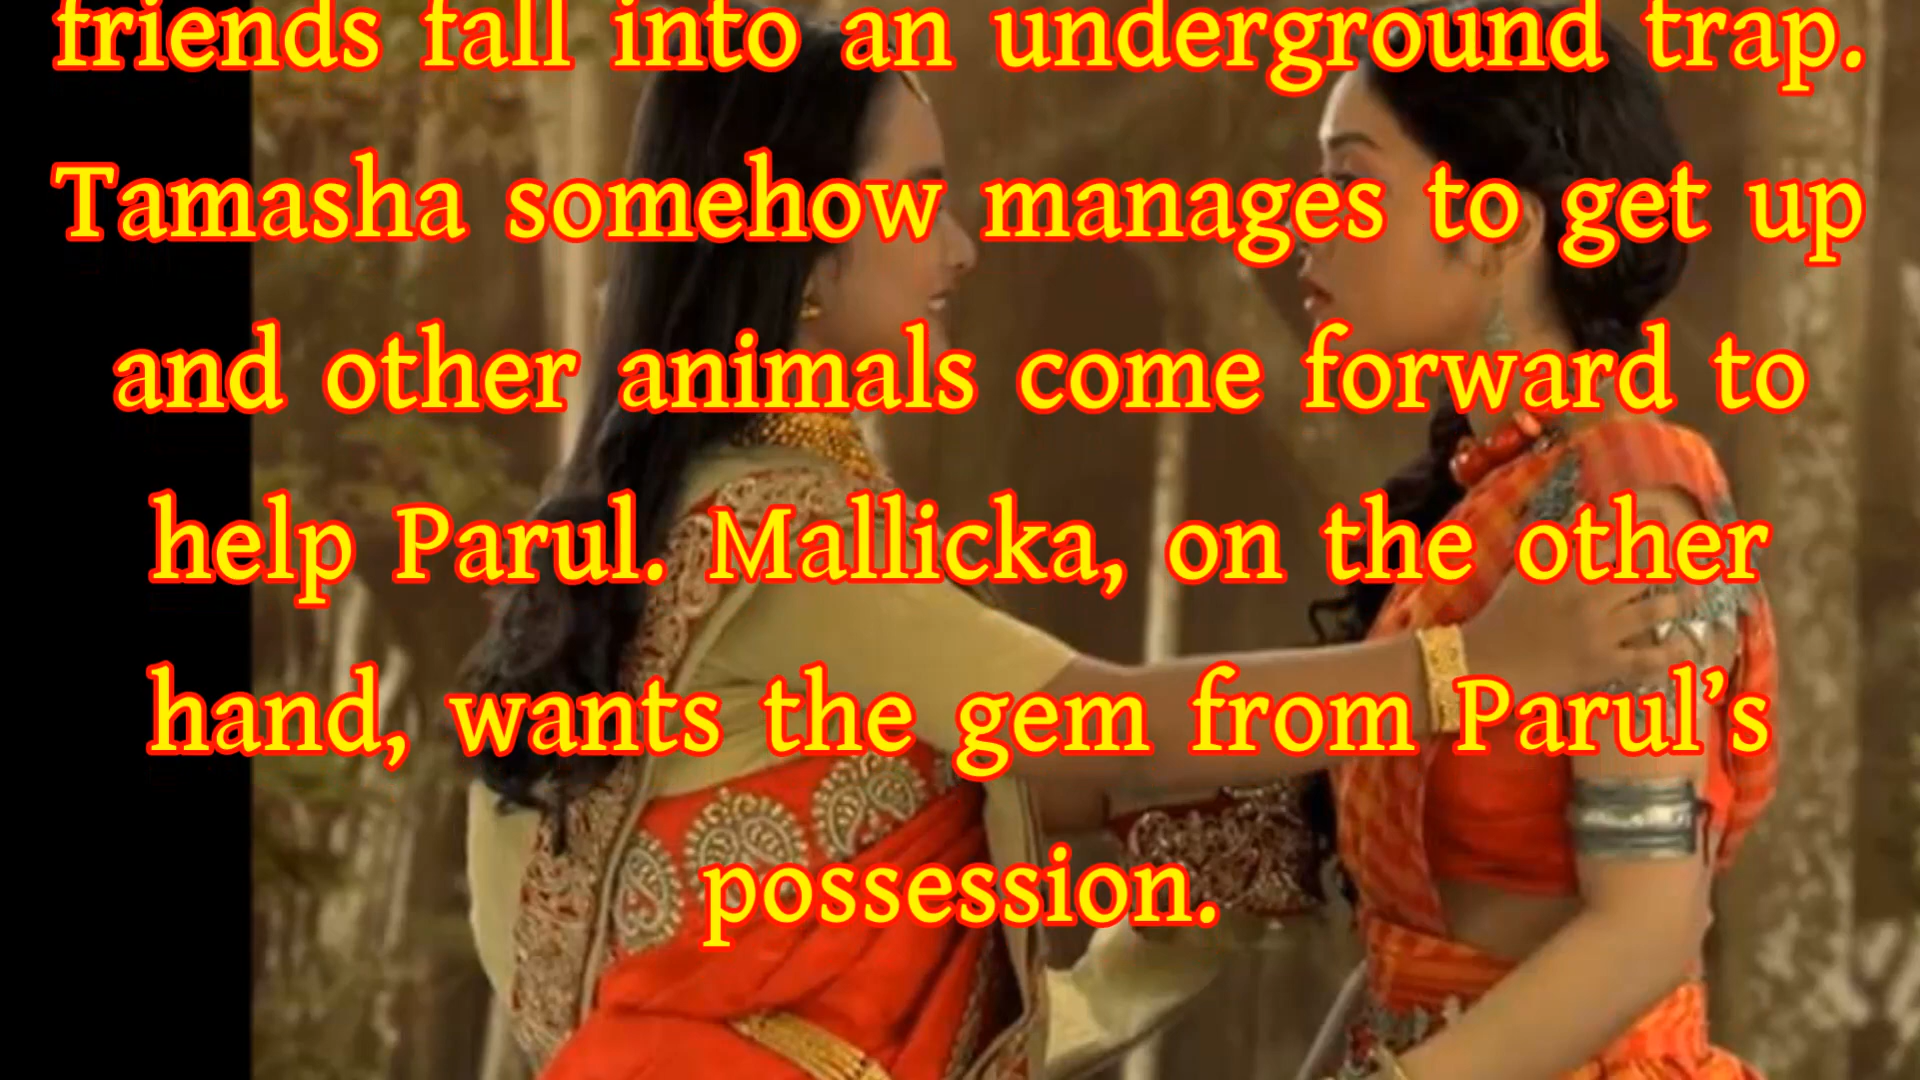 friends fall into an underground trap.
Tamasha somehow manages to get up
and other animals come forward to
help Parul. Mallicka, on the other
hand, wants the gem from Parul’s
possession.